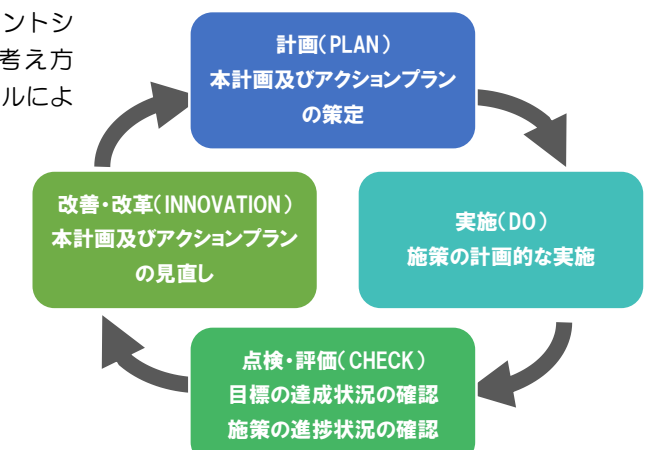 ントシ
考え方
ルによ
計画(PLAN)
本計画及びアクションプラン
の策定
改善・改革(INNOVATION)
本計画及びアクションプラン
の見直し
実施(DO)
施策の計画的な実施
点検・評価(CHECK)
目標の達成状況の確認
施策の進捗状況の確認